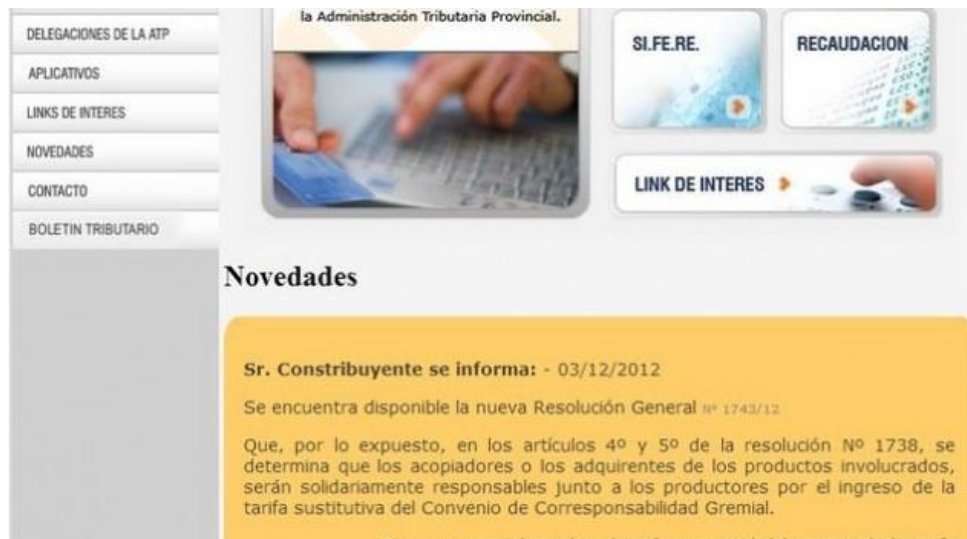 la Administración Tributaria Provincial.
DELEGACIONES DE LA ATP
APLICATIVOS
LINKS DE INTERES
NOVEDADES
CONTACTO
BOLETIN TRIBUTARIO
SI.FE.RE.
RECAUDACION
LINK DE INTERES
Novedades
Sr. Constribuyente se informa: - 03/12/2012
Se encuentra disponible la nueva Resolución General Nº 1743/12
Que, por lo expuesto, en los artículos 4º y 5º de la resolución Nº 1738, se
determina que los acopiadores o los adquirentes de los productos involucrados,
serán solidariamente responsables junto a los productores por el ingreso de la
tarifa sustitutiva del Convenio de Corresponsabilidad Gremial.